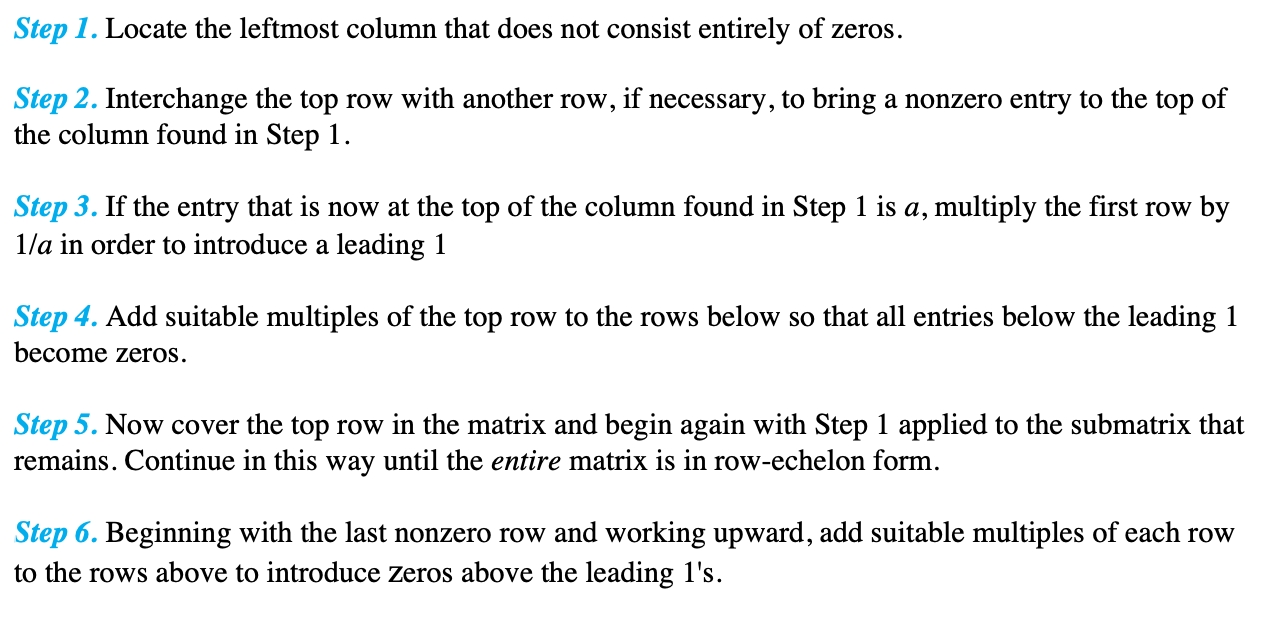 Step 1. Locate the leftmost column that does not consist entirely of zeros.
Step 2. Interchange the top row with another row, if necessary, to bring a nonzero entry to the top of
the column found in Step 1.
Step 3. If the entry that is now at the top of the column found in Step 1 is a, multiply the first row by
1/a in order to introduce a leading 1
Step 4. Add suitable multiples of the top row to the rows below so that all entries below the leading 1
become zeros.
Step 5. Now cover the top row in the matrix and begin again with Step 1 applied to the submatrix that
remains. Continue in this way until the entire matrix is in row-echelon form.
Step 6. Beginning with the last nonzero row and working upward, add suitable multiples of each row
to the rows above to introduce zeros above the leading 1's.